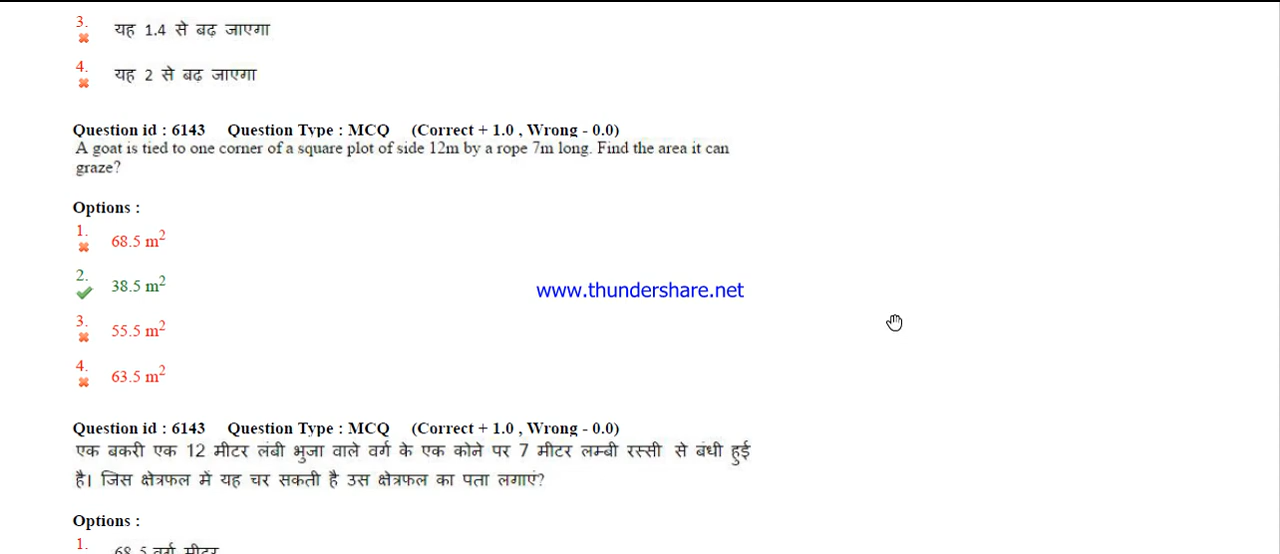 3.
यह 1.4 से बढ़ जाएगा
4.
यह 2 से बढ़ जाएगा
Question id : 6143 Question Type : MCQ (Correct + 1.0 , Wrong - 0.0)
A goat is tied to one corner of a square plot of side 12m by a rope 7m long. Find the area it can
graze?
Options :
1.
68.5 m²
2.
38.5 m²
www.thundershare.net
3.
55.5 m²
4.
63.5 m²
Question id : 6143 Question Type : MCQ (Correct + 1.0 , Wrong - 0.0)
एक बकरी एक 12 मीटर लंबी भुजा वाले वर्ग के एक कोने पर 7 मीटर लम्बी रस्सी से बंधी हुई
है। जिस क्षेत्रफल में यह चर सकती है उस क्षेत्रफल का पता लगाएं?
Options :
1.
68.5 वर्ग मीटर